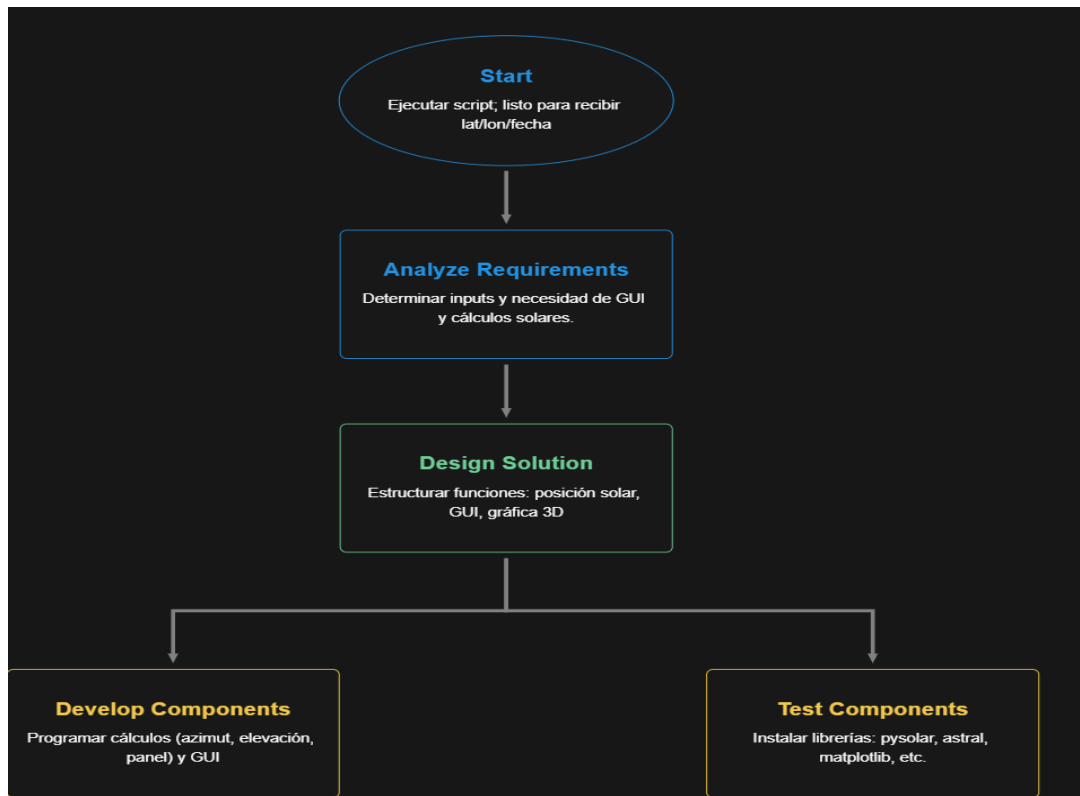 Start
Ejecutar script; listo para recibir
lat/lon/fecha
Analyze Requirements
Determinar inputs y necesidad de GUI
y cálculos solares.
Design Solution
Estructurar funciones: posición solar,
GUI, gráfica 3D
Develop Components
Programar cálculos (azimut, elevación,
panel) y GUI
Test Components
Instalar librerías: pysolar, astral,
matplotlib, etc.